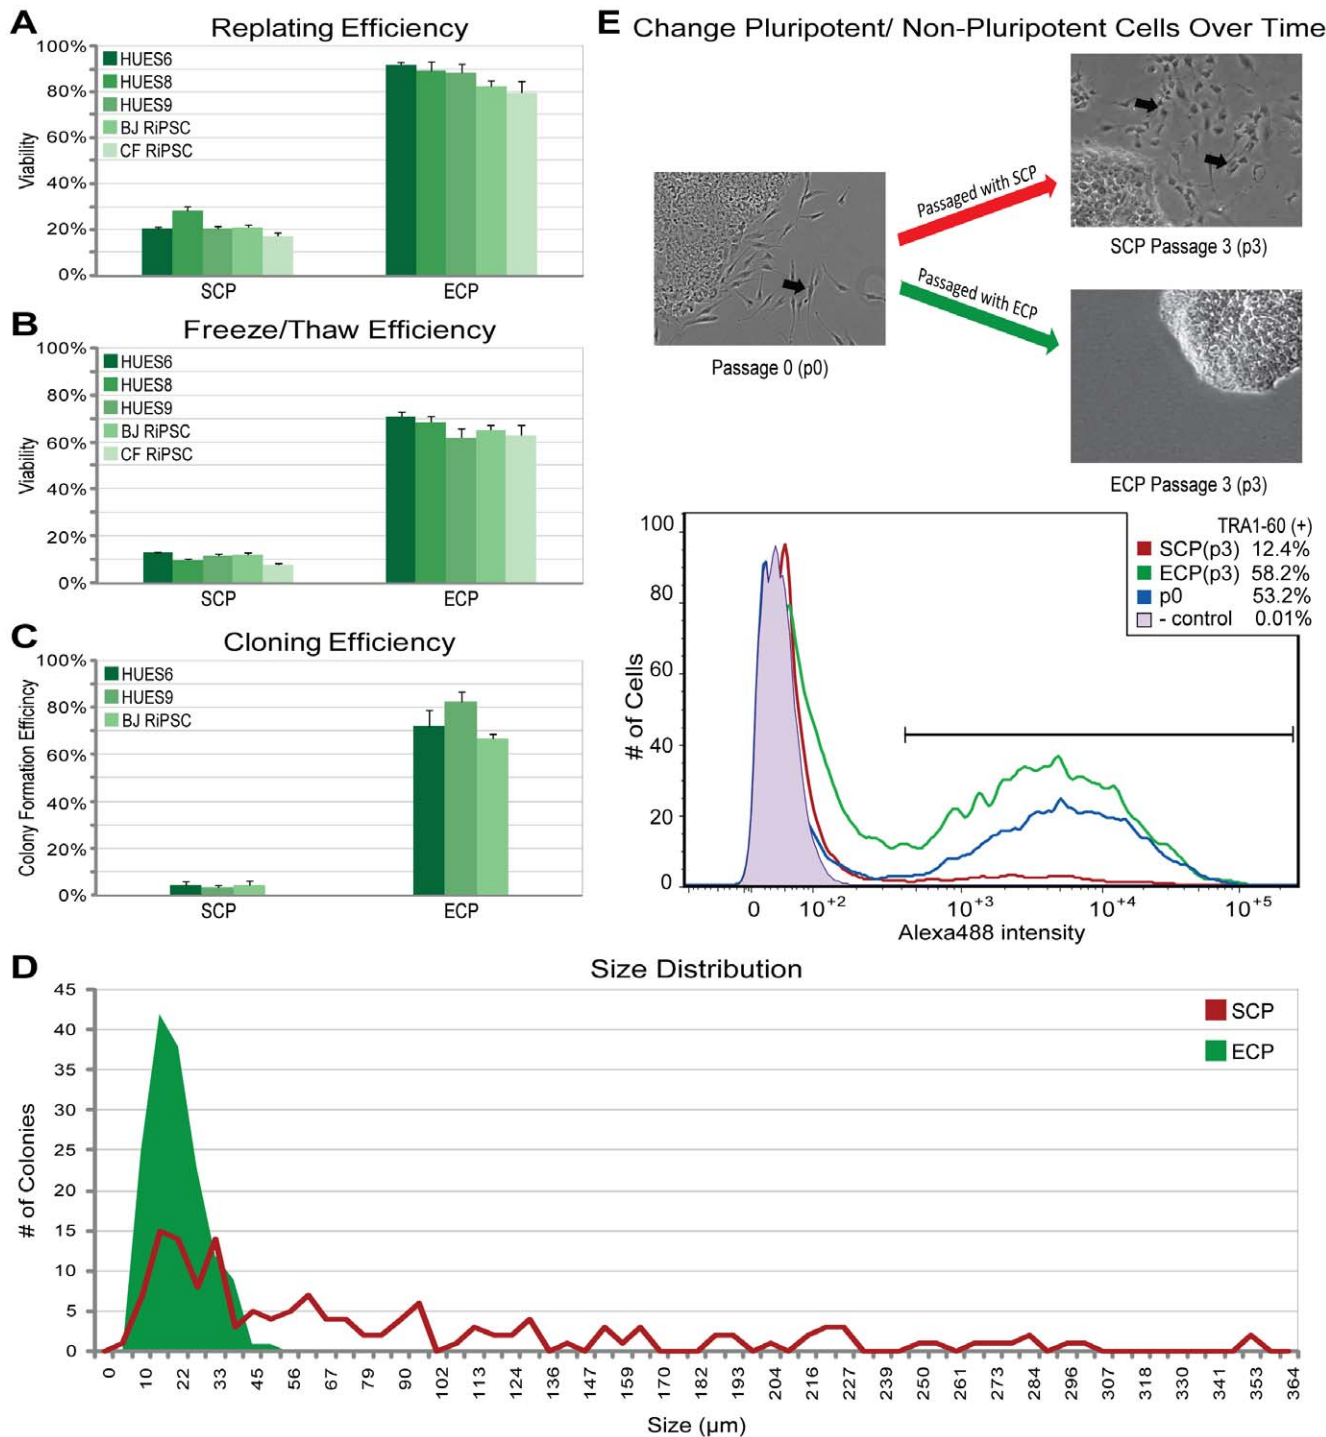 A
Replating Efficiency
100%
80%
60%
40%
20%
0%
Viability
HUES6
HUES8
HUES9
BJ RiPSC
CF RiPSC
SCP
ECP
B
Freeze/Thaw Efficiency
100%
80%
60%
40%
20%
0%
Viability
HUES6
HUES8
HUES9
BJ RiPSC
CF RiPSC
SCP
ECP
C
Cloning Efficiency
100%
80%
60%
40%
20%
0%
Colony Formation Efficincy
HUES6
HUES9
BJ RiPSC
SCP
ECP
E Change Pluripotent/ Non-Pluripotent Cells Over Time
Passage 0 (p0)
Passaged with SCP
Passaged with ECP
SCP Passage 3 (p3)
ECP Passage 3 (p3)
100
80
60
40
20
0
# of Cells
TRA1-60 (+)
SCP(p3) 12.4%
ECP(p3) 58.2%
p0 53.2%
- control 0.01%
0 10+2 10+3 10+4 10+5
Alexa488 intensity
D
Size Distribution
45
40
35
30
25
20
15
10
5
0
# of Colonies
SCP
ECP
0 10 22 33 45 56 67 79 90 102 113 124 136 147 159 170 182 193 204 216 227 239 250 261 273 284 296 307 318 330 341 364
Size (µm)